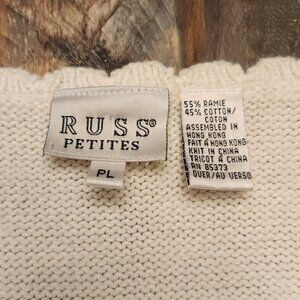 RUSS®
PETITES
PL
55% RAMIE
45% COTTON/
COTON
ASSEMBLED IN
HONG KONG
FAIT À HONG KONG
KNIT IN CHINA
TRICOT A CHINA
RN 85373
OVER/AU VERSO